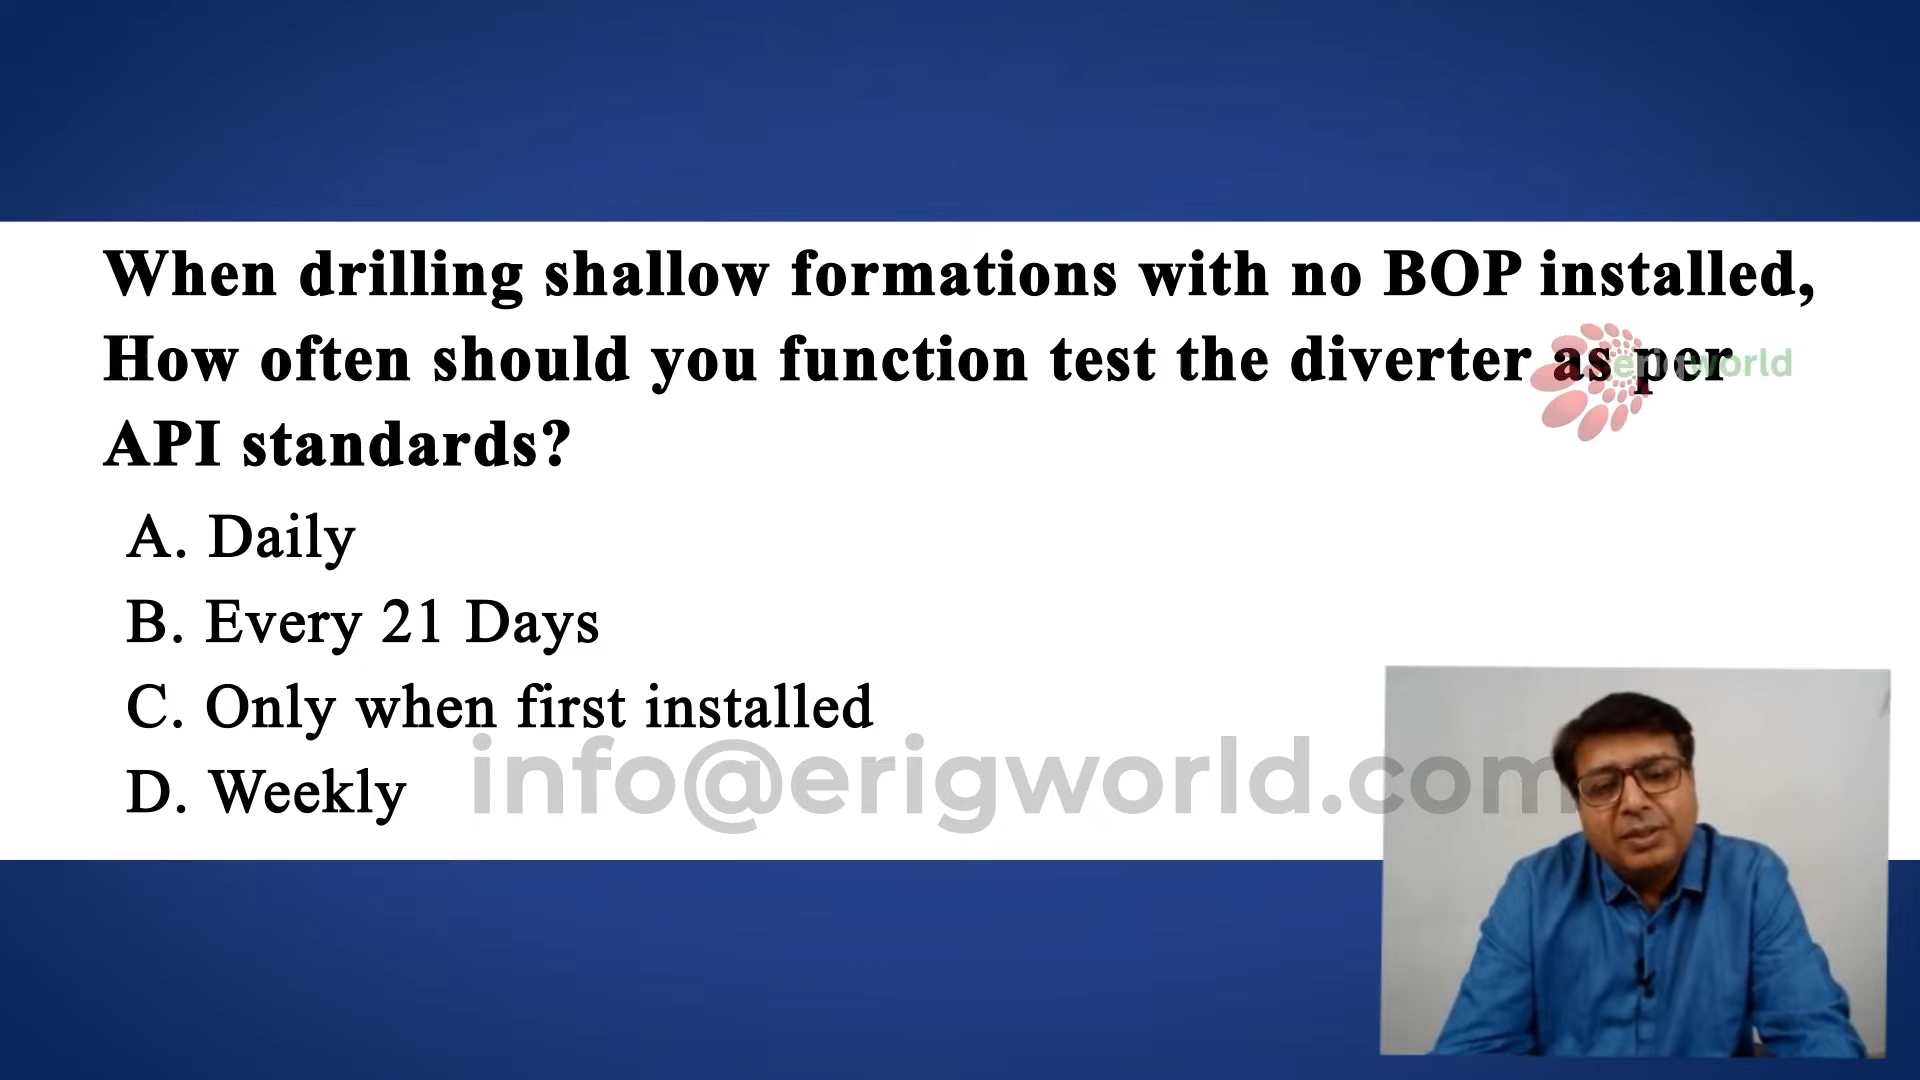 When drilling shallow formations with no BOP installed,
How often should you function test the diverter as per
API standards?
erigworld
A. Daily
B. Every 21 Days
C. Only when first installed
D. Weekly
info@erigworld.com